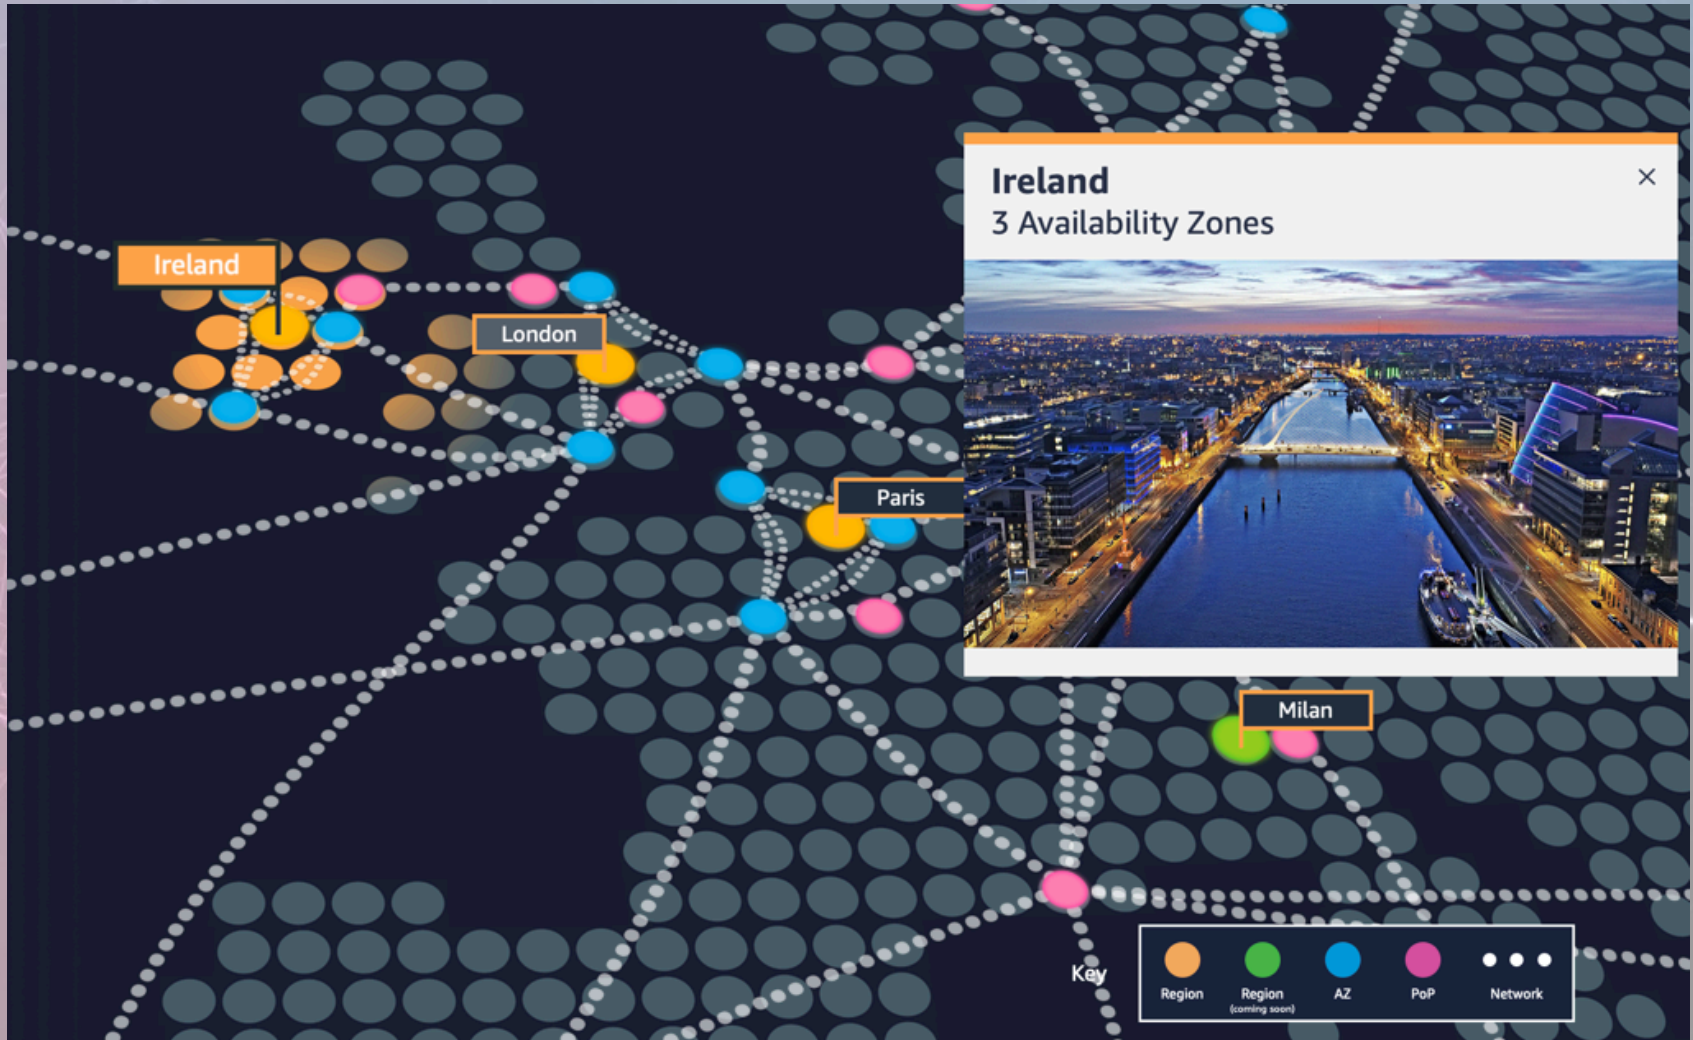 Ireland
3 Availability Zones
Ireland
London
Paris
Milan
Key
Region
Region
(coming soon)
AZ
PoP
Network